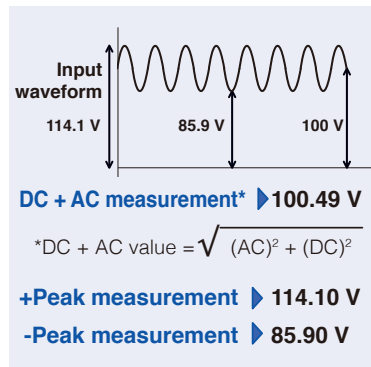 Input
waveform
114.1 V 85.9 V 100 V
DC + AC measurement* 100.49 V
*DC + AC value = √ (AC)² + (DC)²
+Peak measurement 114.10 V
-Peak measurement 85.90 V